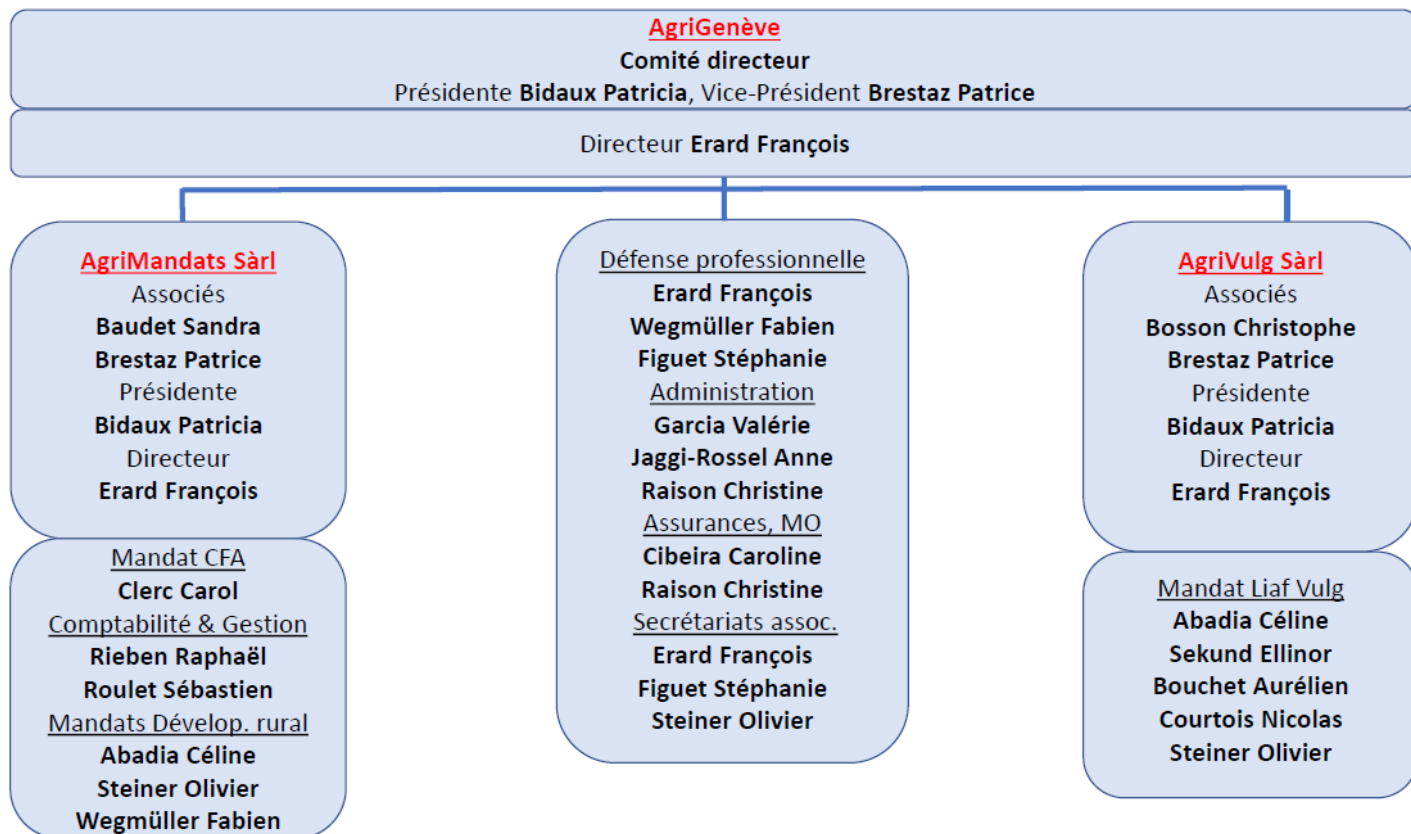 AgriGenève
Comité directeur
Présidente Bidaux Patricia, Vice-Président Brestaz Patrice
Directeur Erard François
AgriMandats Sàrl
Associés
Baudet Sandra
Brestaz Patrice
Présidente
Bidaux Patricia
Directeur
Erard François
Mandat CFA
Clerc Carol
Comptabilité & Gestion
Rieben Raphaël
Roulet Sébastien
Mandats Dévelop. rural
Abadia Céline
Steiner Olivier
Wegmüller Fabien
Défense professionnelle
Erard François
Wegmüller Fabien
Figuet Stéphanie
Administration
Garcia Valérie
Jaggi-Rossel Anne
Raison Christine
Assurances, MO
Cibeira Caroline
Raison Christine
Secrétariats assoc.
Erard François
Figuet Stéphanie
Steiner Olivier
AgriVulg Sàrl
Associés
Bosson Christophe
Brestaz Patrice
Présidente
Bidaux Patricia
Directeur
Erard François
Mandat Liaf Vulg
Abadia Céline
Sekund Ellinor
Bouchet Aurélien
Courtois Nicolas
Steiner Olivier